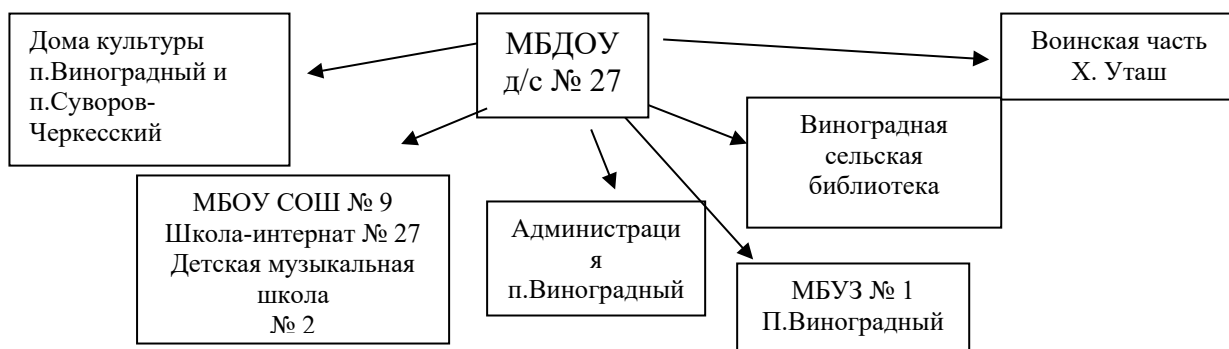 Дома культуры
п.Виноградный и
п.Суворов-
Черкесский
МБДОУ
д/с № 27
Воинская часть
Х. Уташ
Виноградная
сельская
библиотека
МБОУ СОШ № 9
Школа-интернат № 27
Детская музыкальная
школа
№ 2
Администраци
я
п.Виноградный
МБУЗ № 1
П.Виноградный